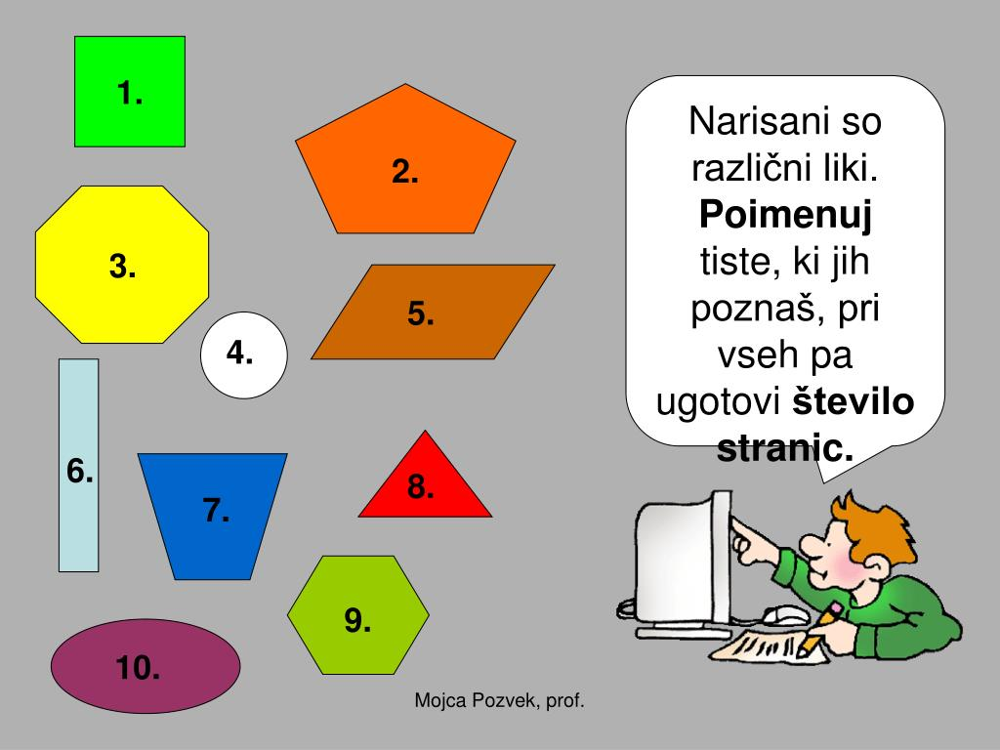 1.
2.
3.
4.
5.
6.
7.
8.
9.
10.
Narisani so
različni liki.
Poimenuj
tiste, ki jih
poznaš, pri
vseh pa
ugotovi število
stranic.
Mojca Pozvek, prof.